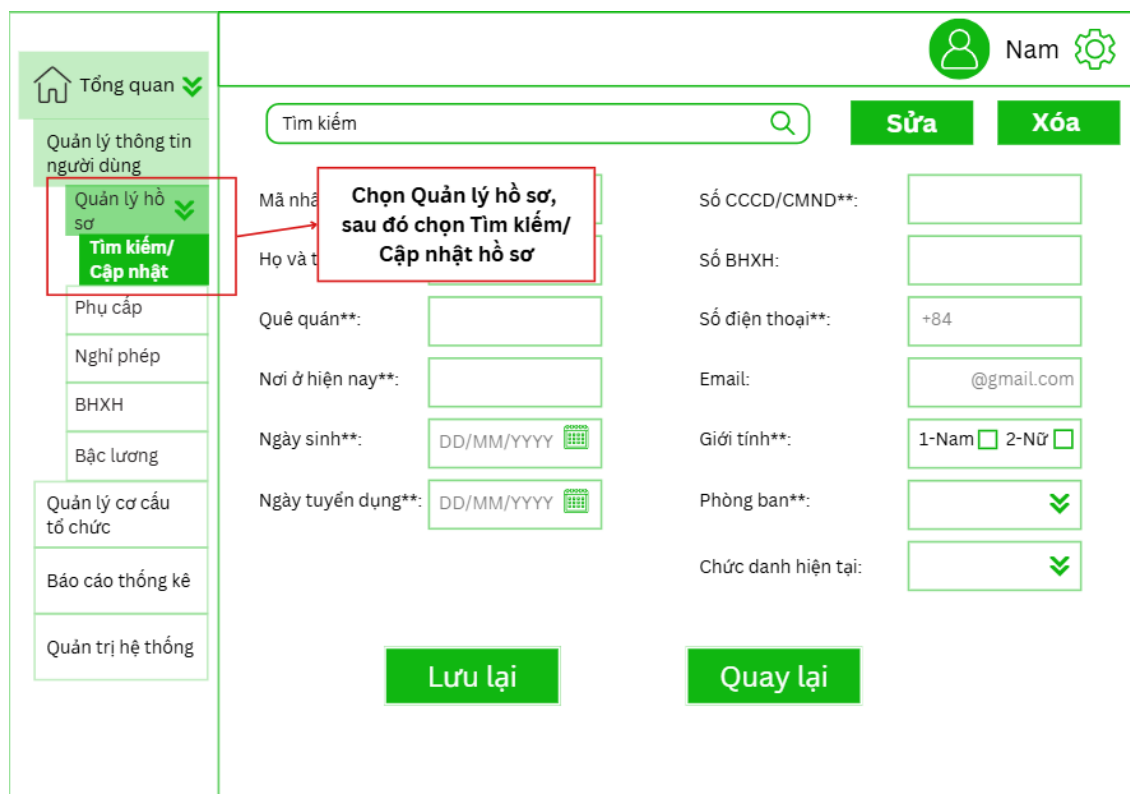 Nam
Tổng quan
Quản lý thông tin
người dùng
Quản lý hồ
sơ
Tìm kiếm/
Cập nhật
Phụ cấp
Nghỉ phép
BHXH
Bậc lương
Quản lý cơ cấu
tổ chức
Báo cáo thống kê
Quản trị hệ thống
Tìm kiếm
Sửa
Xóa
Chọn Quản lý hồ sơ,
sau đó chọn Tìm kiếm/
Cập nhật hồ sơ
Mã
Họ và
Quê quán**:
Nơi ở hiện nay**:
Ngày sinh**: DD/MM/YYYY
Ngày tuyển dụng**: DD/MM/YYYY
Số CCCD/CMND**:
Số BHXH:
Số điện thoại**: +84
Email: @gmail.com
Giới tính**: 1-Nam 2-Nữ
Phòng ban**:
Chức danh hiện tại:
Lưu lại
Quay lại